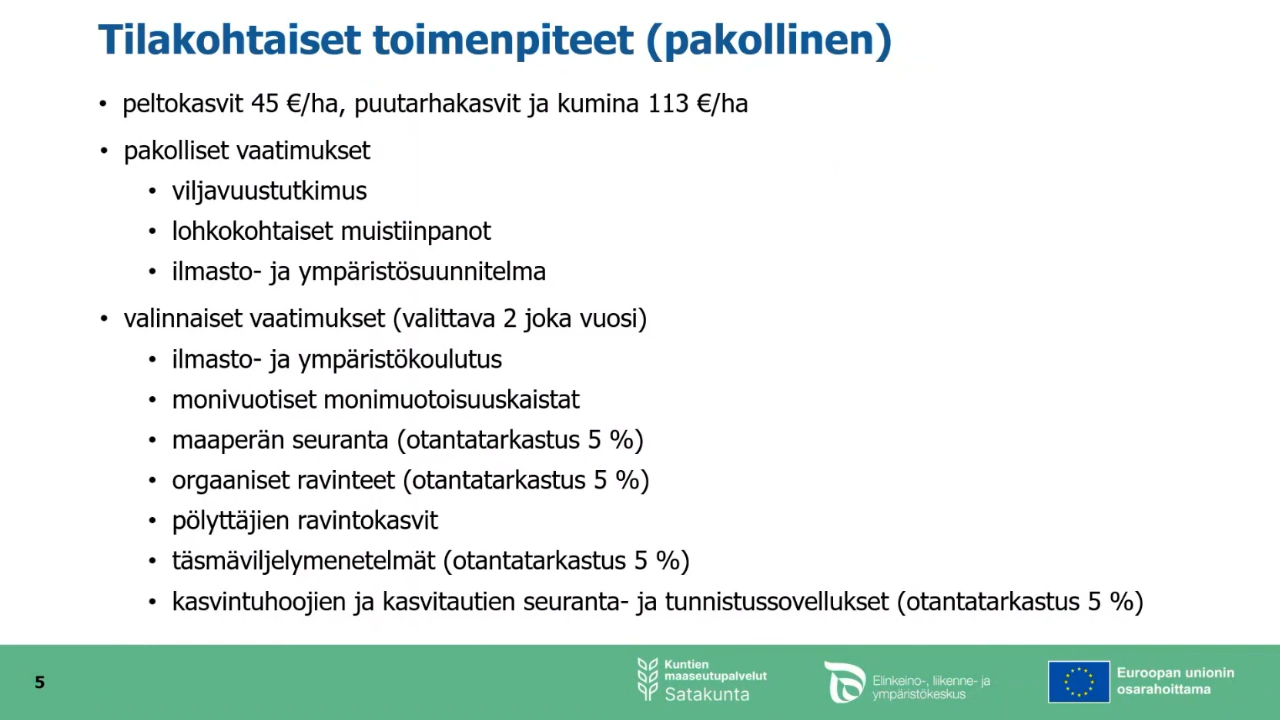 Tilakohtaiset toimenpiteet (pakollinen)
• peltokasvit 45 €/ha, puutarhakasvit ja kumina 113 €/ha
• pakolliset vaatimukset
• viljavuustutkimus
• lohkokohtaiset muistiinpanot
• ilmasto- ja ympäristösuunnitelma
• valinnaiset vaatimukset (valittava 2 joka vuosi)
• ilmasto- ja ympäristökoulutus
• monivuotiset monimuotoisuuskaistat
• maaperän seuranta (otantatarkastus 5 %)
• orgaaniset ravinteet (otantatarkastus 5 %)
• pölyttäjien ravintokasvit
• täsmäviljelymenetelmät (otantatarkastus 5 %)
• kasvintuhoojien ja kasvitautien seuranta- ja tunnistussovellukset (otantatarkastus 5 %)
5
Kuntien
maaseutupalvelut
Satakunta
Elinkeino-, liikenne- ja
ympäristökeskus
Euroopan unionin
osarahoittama